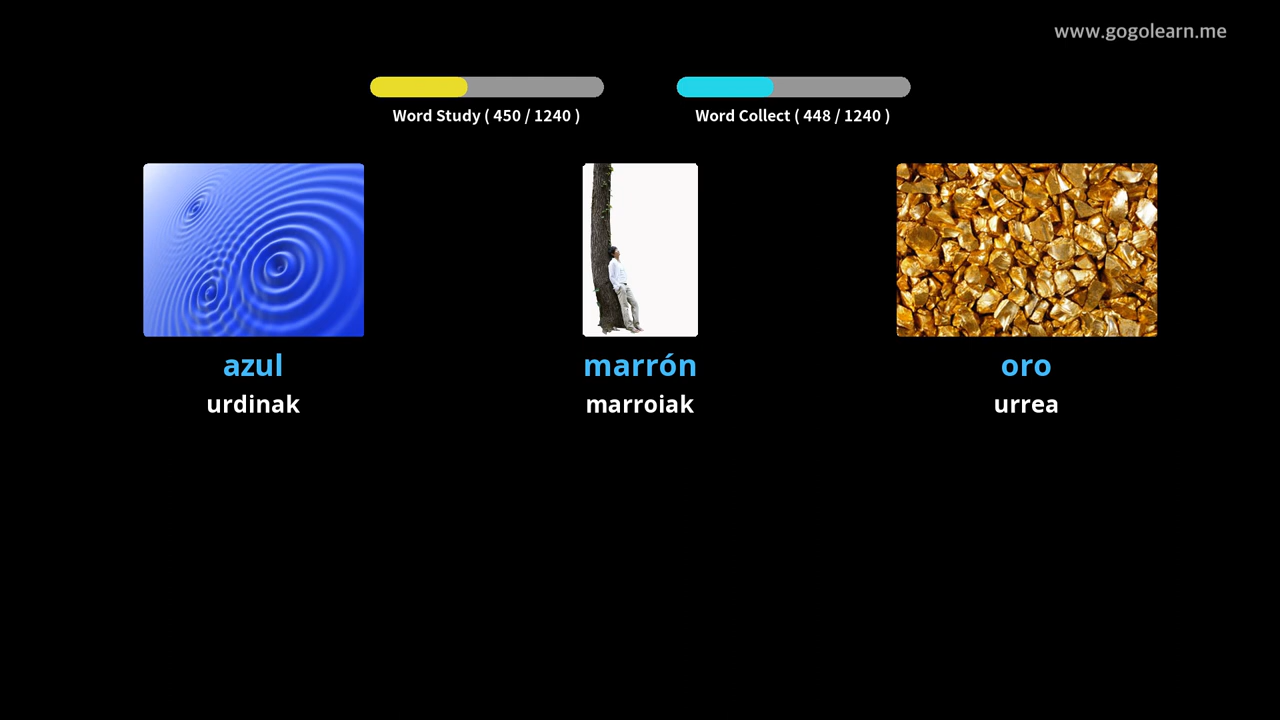 www.gogolearn.me
Word Study ( 450 / 1240 )
Word Collect ( 448 / 1240 )
azul
marrón
oro
urdinak
marroiak
urrea